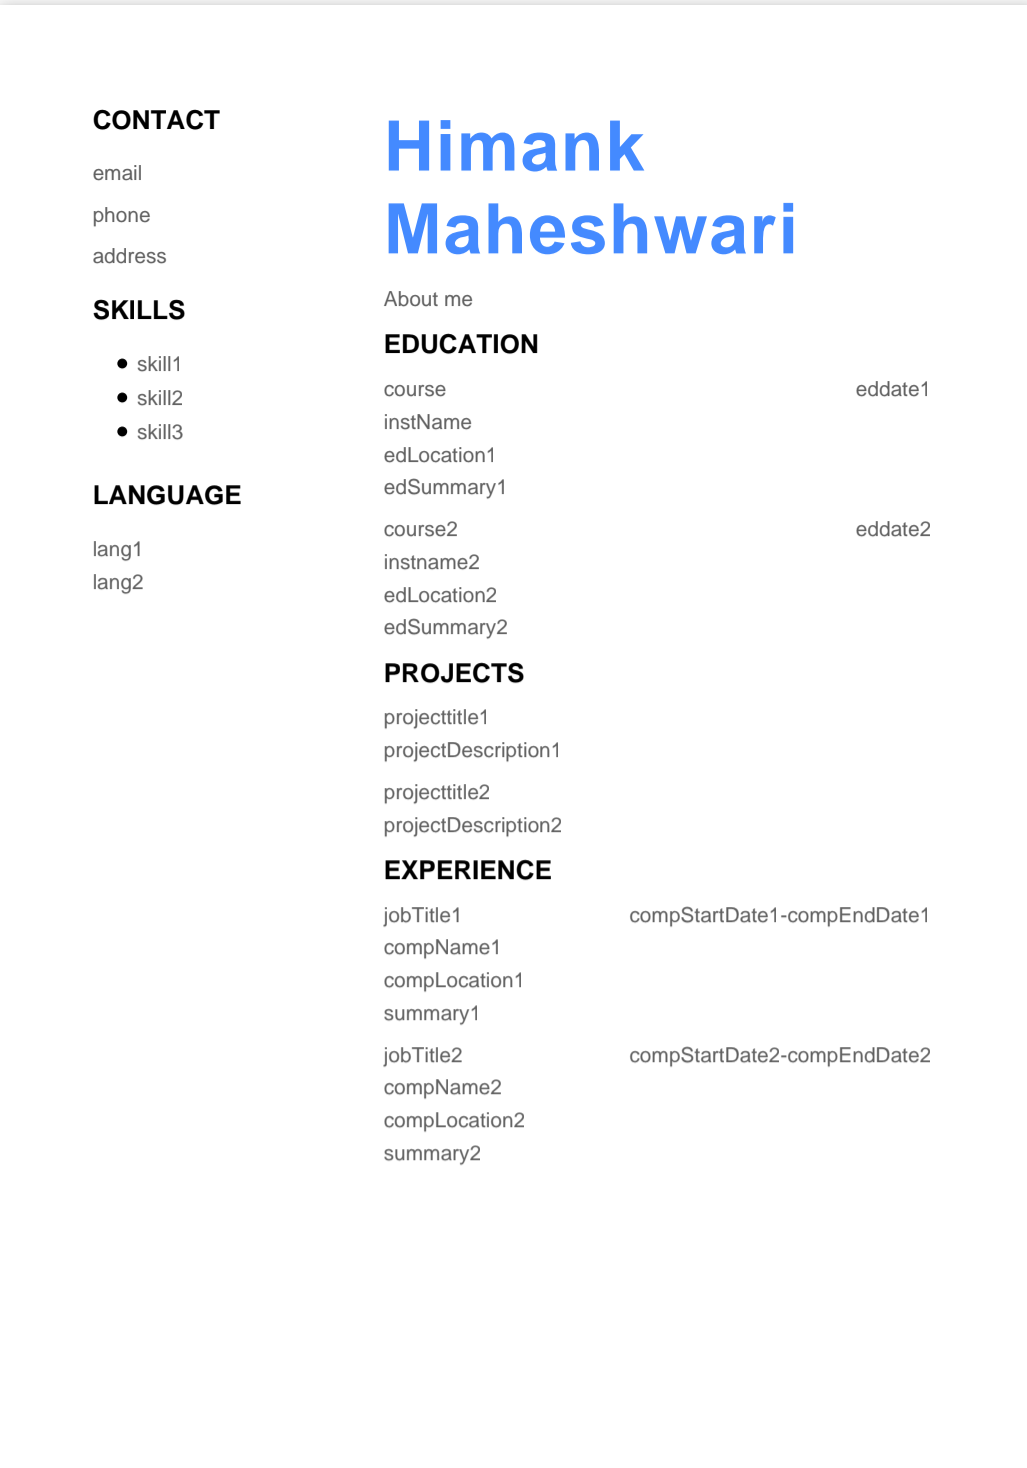 CONTACT
email
phone
address
SKILLS
skill1
skill2
skill3
LANGUAGE
lang1
lang2
Himank
Maheshwari
About me
EDUCATION
course eddate1
instName
edLocation1
edSummary1
course2 eddate2
instname2
edLocation2
edSummary2
PROJECTS
projecttitle1
projectDescription1
projecttitle2
projectDescription2
EXPERIENCE
jobTitle1 compStartDate1-compEndDate1
compName1
compLocation1
summary1
jobTitle2 compStartDate2-compEndDate2
compName2
compLocation2
summary2